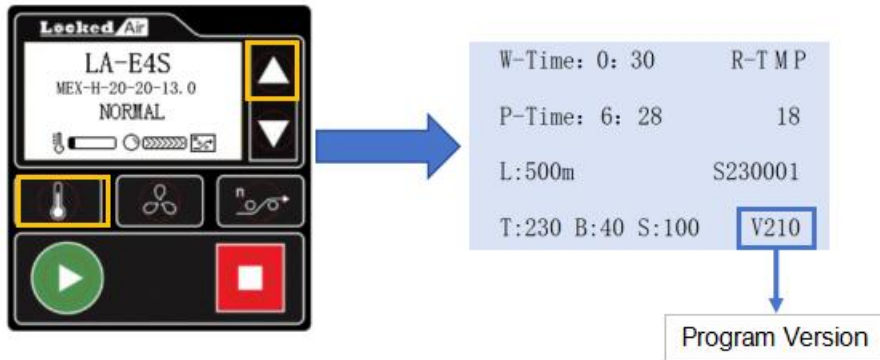 Locked Air
LA-E4S
MEX-H-20-20-13.0
NORMAL
n
W-Time: 0: 30 R-TMP
P-Time: 6: 28 18
L:500m S230001
T:230 B:40 S:100 V210
Program Version